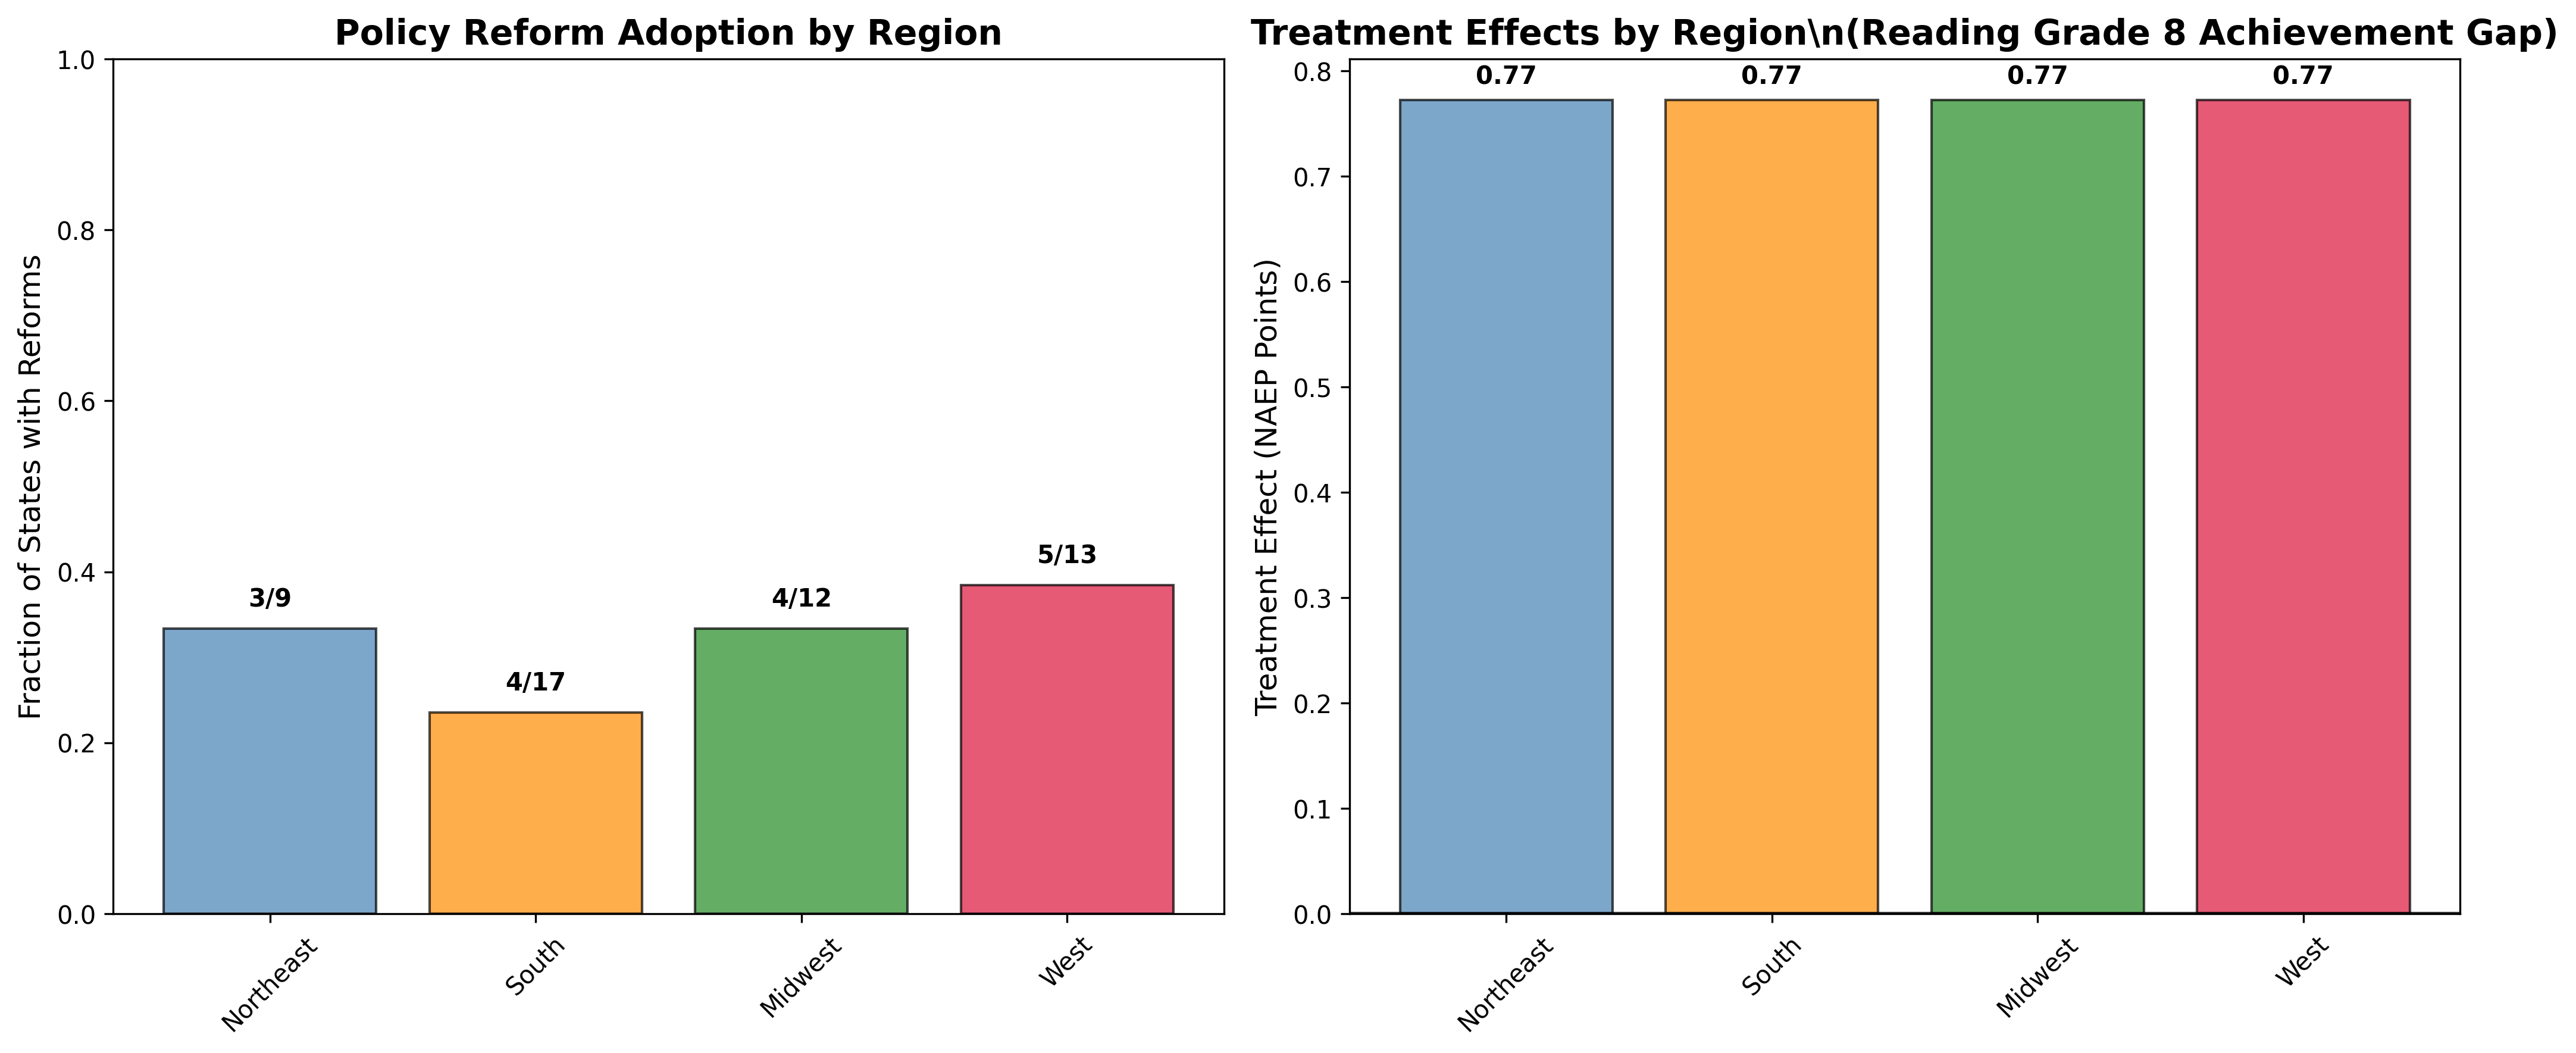 Policy Reform Adoption by Region
Fraction of States with Reforms
1.0
0.8
0.6
0.4
0.2
0.0
3/9
4/17
4/12
5/13
Northeast
South
Midwest
West
Treatment Effects by Region\n(Reading Grade 8 Achievement Gap)
Treatment Effect (NAEP Points)
0.8
0.7
0.6
0.5
0.4
0.3
0.2
0.1
0.0
0.77
0.77
0.77
0.77
Northeast
South
Midwest
West